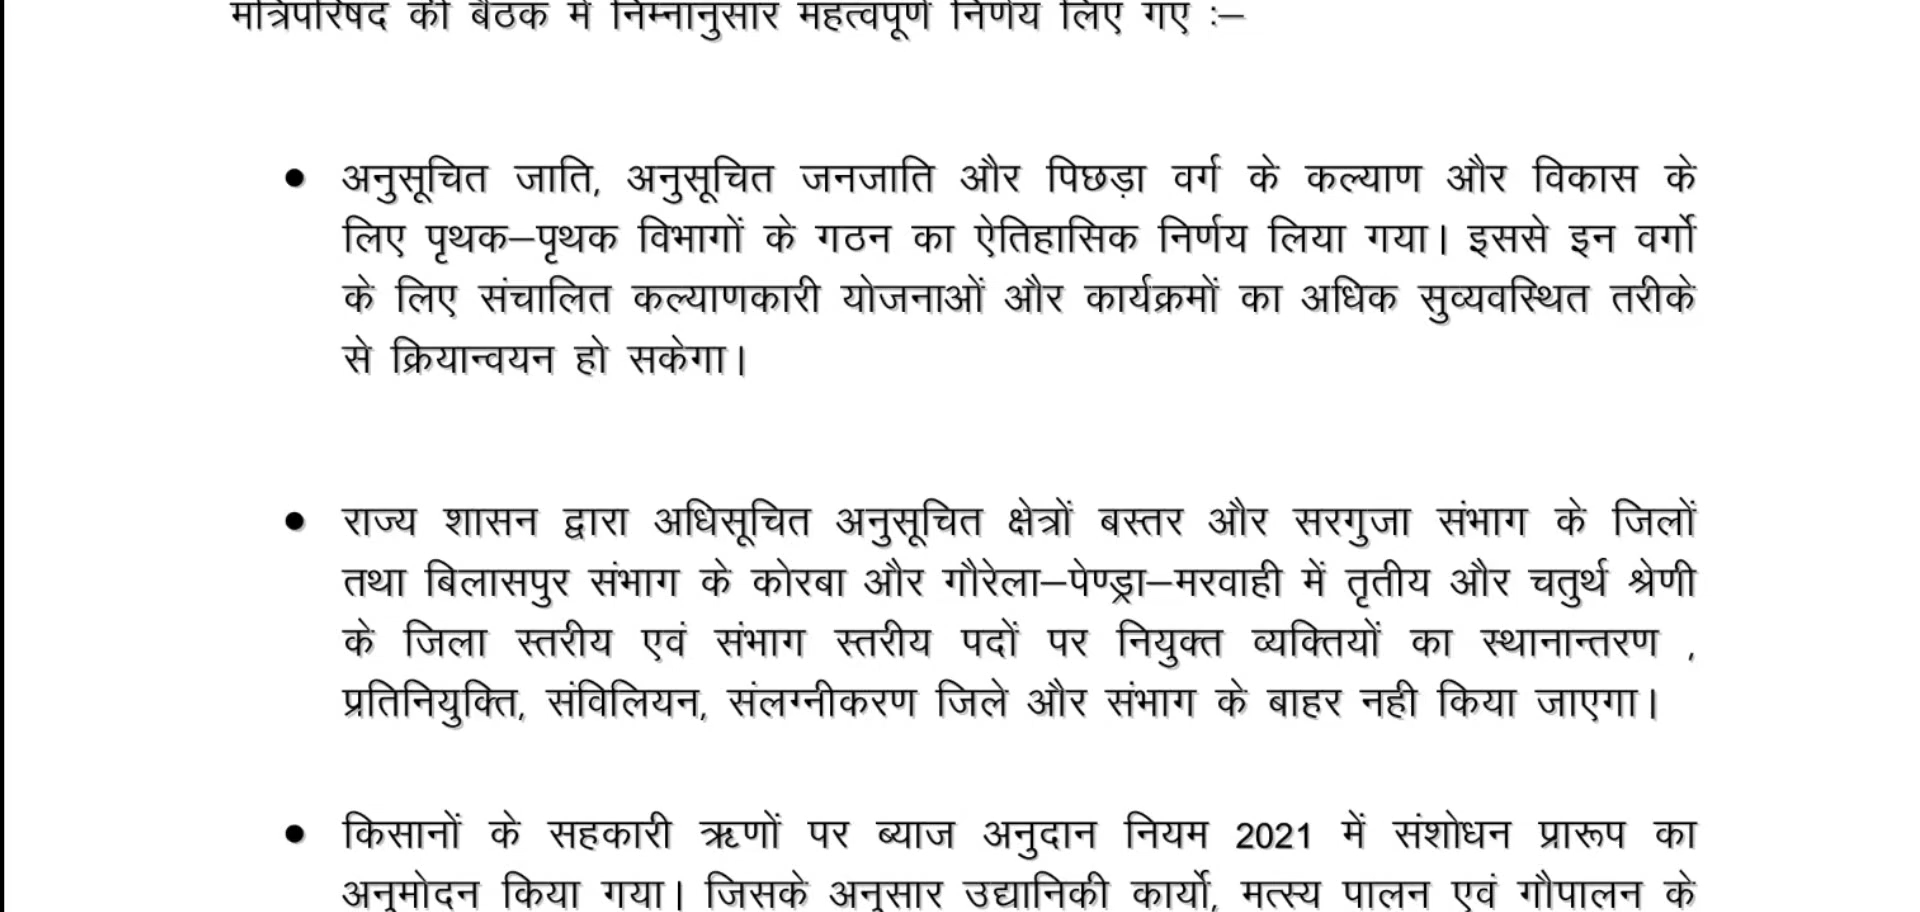 मंत्रिपरिषद की बैठक में निम्नानुसार महत्वपूर्ण निर्णय लिए गए :–
• अनुसूचित जाति, अनुसूचित जनजाति और पिछड़ा वर्ग के कल्याण और विकास के
लिए पृथक–पृथक विभागों के गठन का ऐतिहासिक निर्णय लिया गया। इससे इन वर्गो
के लिए संचालित कल्याणकारी योजनाओं और कार्यक्रमों का अधिक सुव्यवस्थित तरीके
से क्रियान्वयन हो सकेगा।
• राज्य शासन द्वारा अधिसूचित अनुसूचित क्षेत्रों बस्तर और सरगुजा संभाग के जिलों
तथा बिलासपुर संभाग के कोरबा और गौरेला–पेण्ड्रा–मरवाही में तृतीय और चतुर्थ श्रेणी
के जिला स्तरीय एवं संभाग स्तरीय पदों पर नियुक्त व्यक्तियों का स्थानान्तरण ,
प्रतिनियुक्ति, संविलियन, संलग्नीकरण जिले और संभाग के बाहर नही किया जाएगा।
• किसानों के सहकारी ऋणों पर ब्याज अनुदान नियम 2021 में संशोधन प्रारूप का
अनुमोदन किया गया। जिसके अनुसार उद्यानिकी कार्यो, मत्स्य पालन एवं गौपालन के